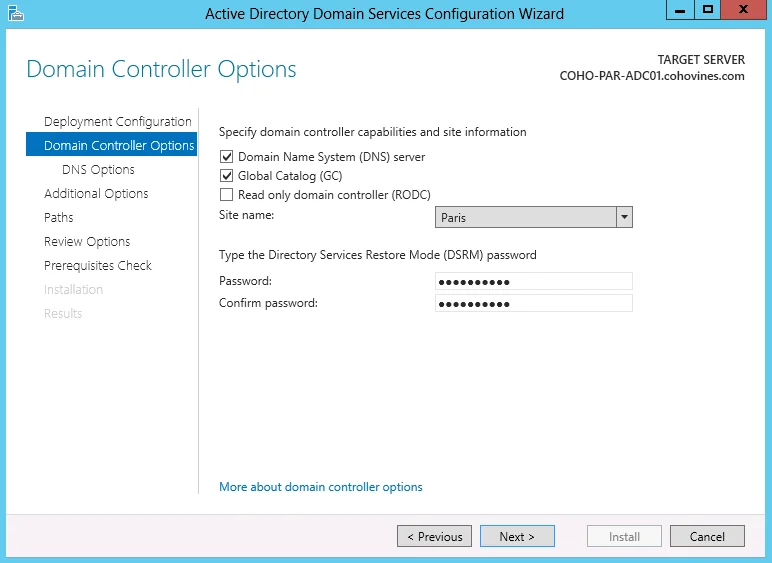 Active Directory Domain Services Configuration Wizard
Domain Controller Options
TARGET SERVER
COHO-PAR-ADC01.cohovines.com
Deployment Configuration
Domain Controller Options
DNS Options
Additional Options
Paths
Review Options
Prerequisites Check
Installation
Results
Specify domain controller capabilities and site information
Domain Name System (DNS) server
Global Catalog (GC)
Read only domain controller (RODC)
Site name: Paris
Type the Directory Services Restore Mode (DSRM) password
Password: ●●●●●●●●●●
Confirm password: ●●●●●●●●●●
More about domain controller options
< Previous Next > Install Cancel